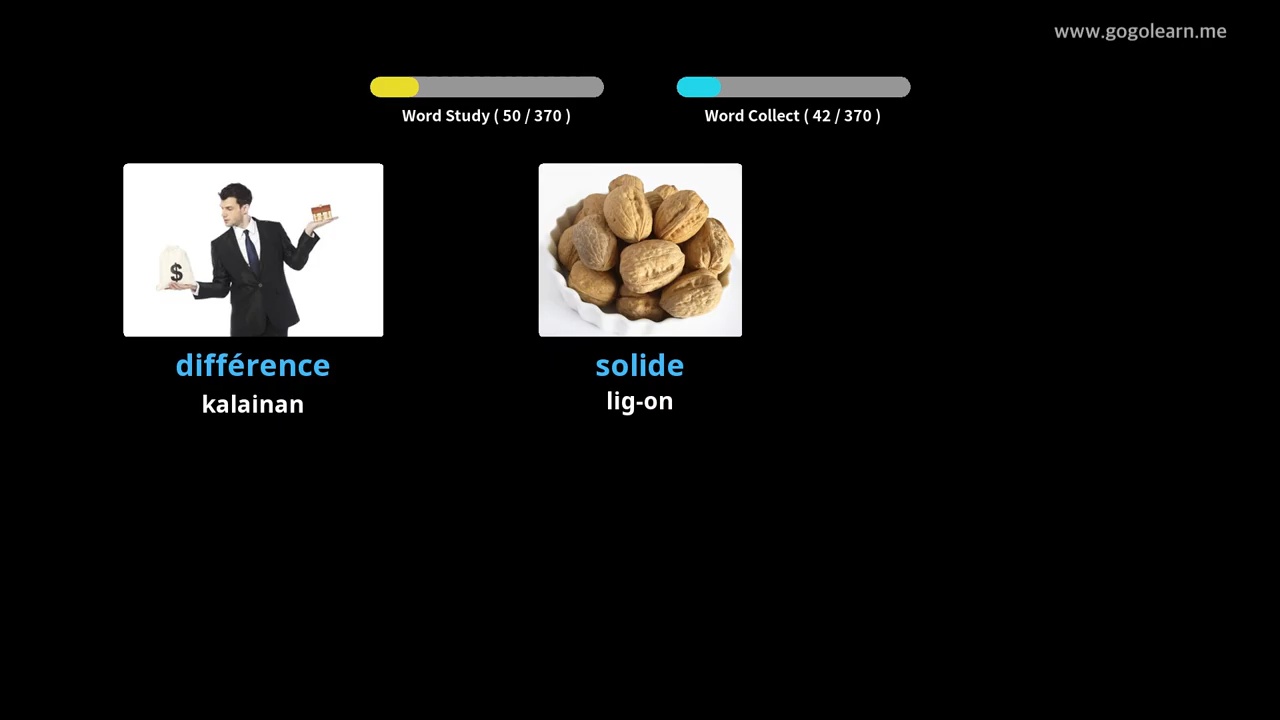 www.gogolearn.me
Word Study ( 50 / 370 )
Word Collect ( 42 / 370 )
$
différence
kalainan
solide
lig-on